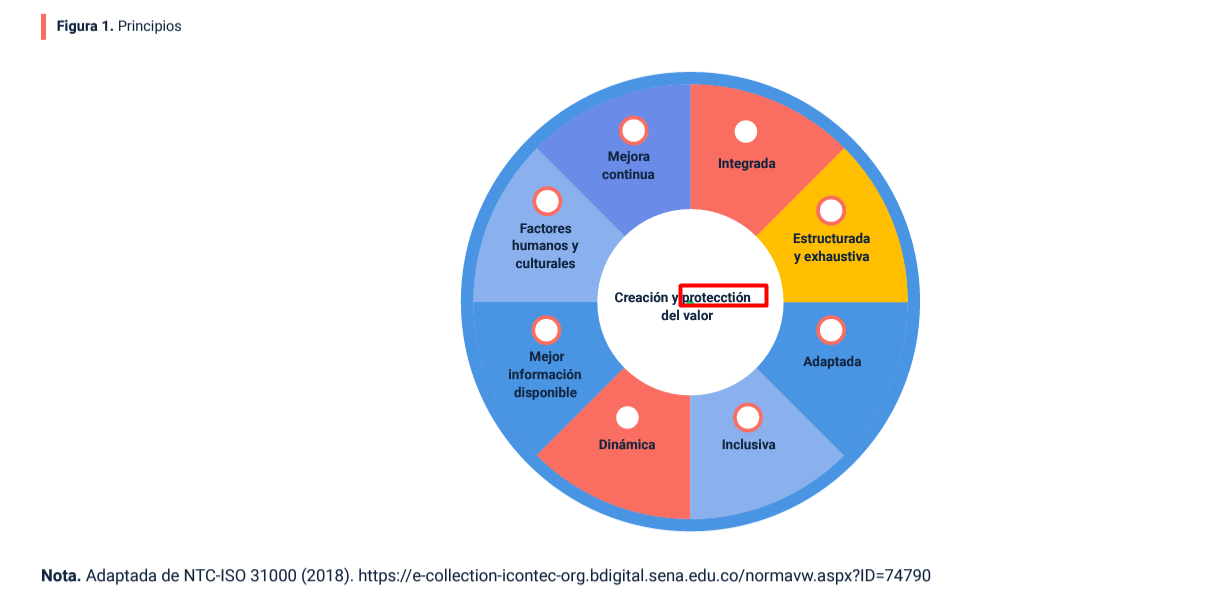 Figura 1. Principios
Mejora
continua
Integrada
Factores
humanos y
culturales
Estructurada
y exhaustiva
Creación y protecctión
del valor
Mejor
información
disponible
Adaptada
Dinámica
Inclusiva
Nota. Adaptada de NTC-ISO 31000 (2018). https://e-collection-icontec-org.bdigital.sena.edu.co/normavw.aspx?ID=74790